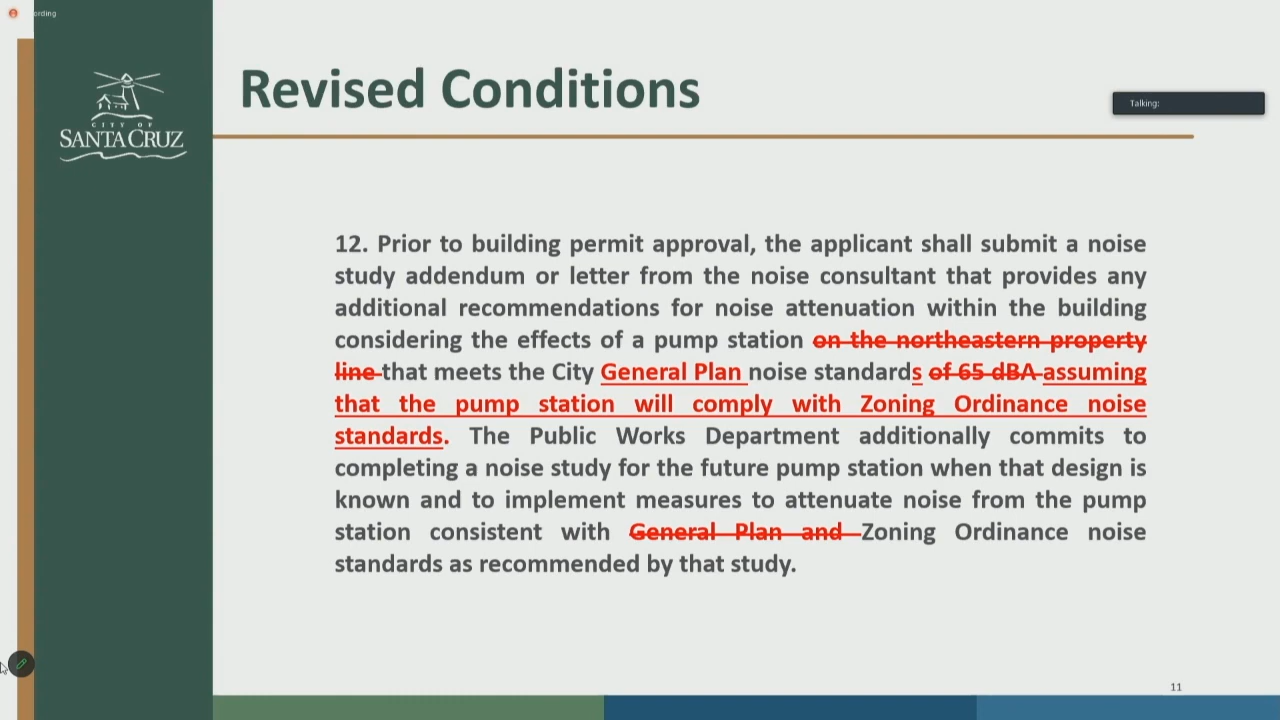 ording
CITY OF
SANTA CRUZ
Revised Conditions
Talking:
12. Prior to building permit approval, the applicant shall submit a noise
study addendum or letter from the noise consultant that provides any
additional recommendations for noise attenuation within the building
considering the effects of a pump station on the northeastern property
line that meets the City General Plan noise standards of 65 dBA assuming
that the pump station will comply with Zoning Ordinance noise
standards. The Public Works Department additionally commits to
completing a noise study for the future pump station when that design is
known and to implement measures to attenuate noise from the pump
station consistent with General Plan and Zoning Ordinance noise
standards as recommended by that study.
11